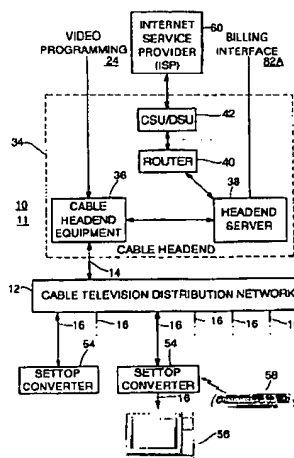 VIDEO PROGRAMMING 24
INTERNET SERVICE PROVIDER (ISP) 60
BILLING INTERFACE 82A
34
CSU/DSU 42
ROUTER 40
36
38
10
11
CABLE HEADEND EQUIPMENT
HEADEND SERVER
CABLE HEADEND
14
12
CABLE TELEVISION DISTRIBUTION NETWORK
16 16 16 16 16 16
54 54
SETTOP CONVERTER
SETTOP CONVERTER
58
16
56